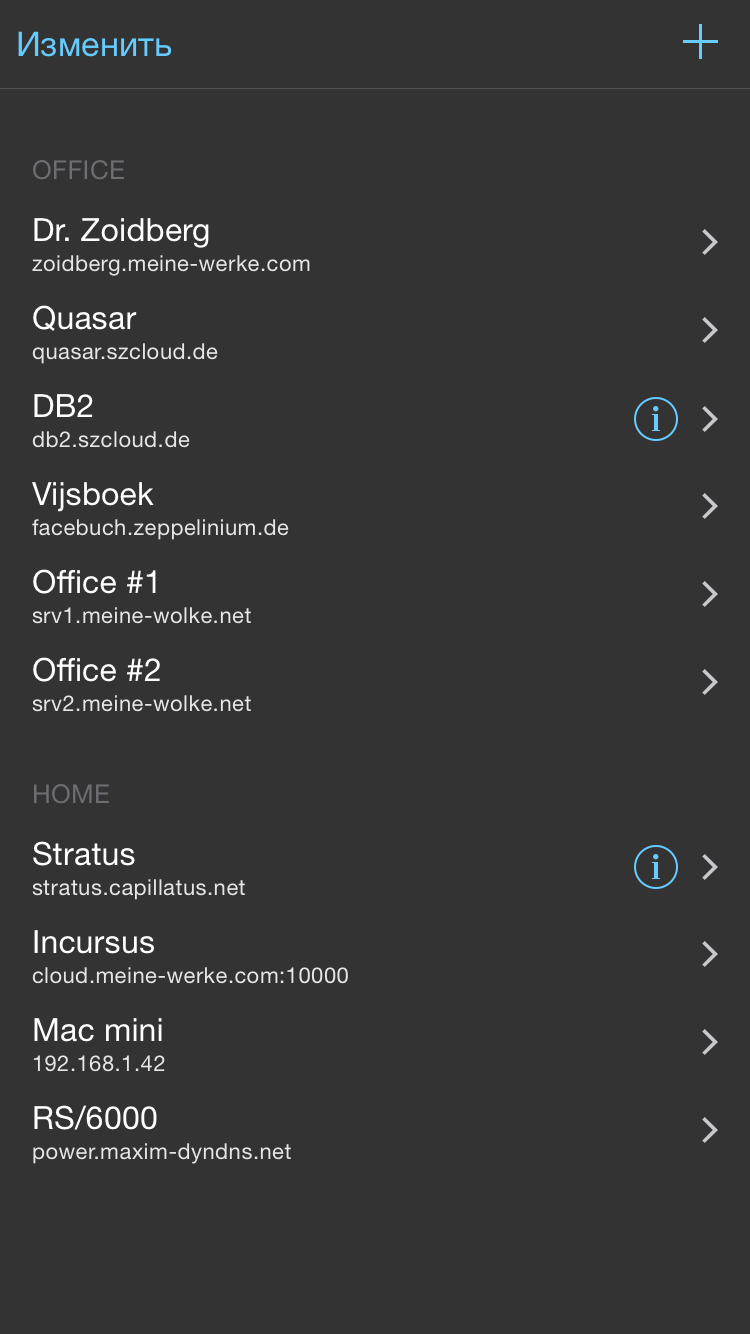 Изменить
OFFICE
Dr. Zoidberg
zoidberg.meine-werke.com
Quasar
quasar.szcloud.de
DB2
db2.szcloud.de
Vijsboek
facebuch.zeppelinium.de
Office #1
srv1.meine-wolke.net
Office #2
srv2.meine-wolke.net
HOME
Stratus
stratus.capillatus.net
Incursus
cloud.meine-werke.com:10000
Mac mini
192.168.1.42
RS/6000
power.maxim-dyndns.net